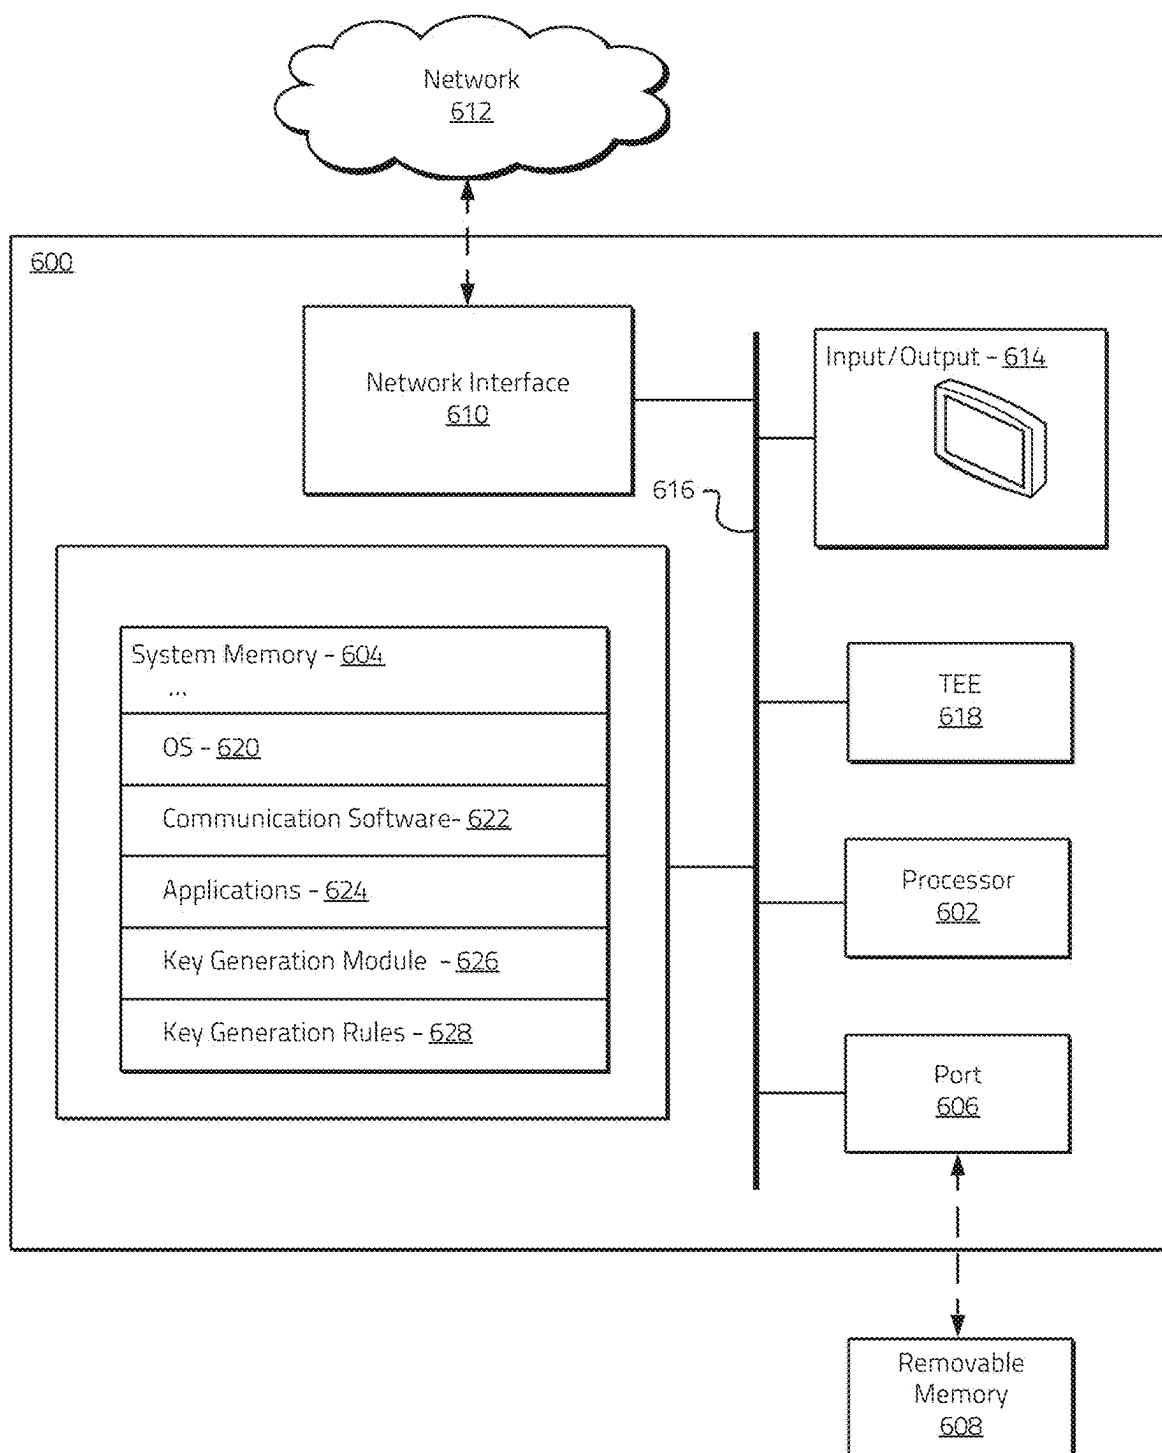 Network
612
600
Network Interface
610
Input/Output - 614
616
System Memory - 604
...
OS - 620
Communication Software- 622
Applications - 624
Key Generation Module - 626
Key Generation Rules - 628
TEE
618
Processor
602
Port
606
Removable
Memory
608